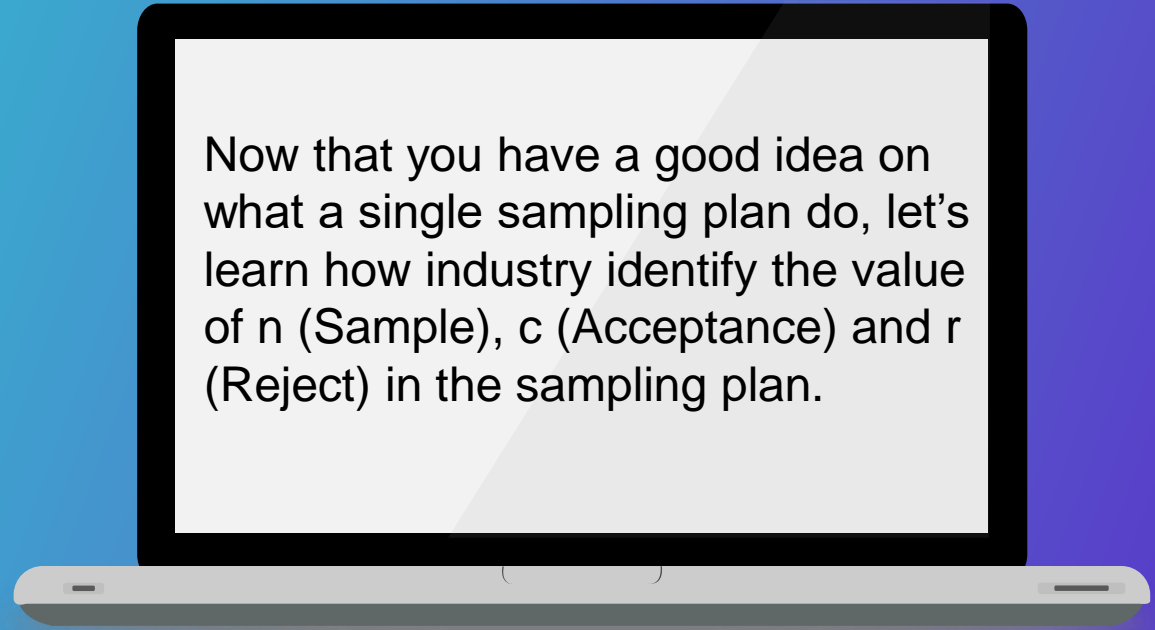 Now that you have a good idea on
what a single sampling plan do, let’s
learn how industry identify the value
of n (Sample), c (Acceptance) and r
(Reject) in the sampling plan.